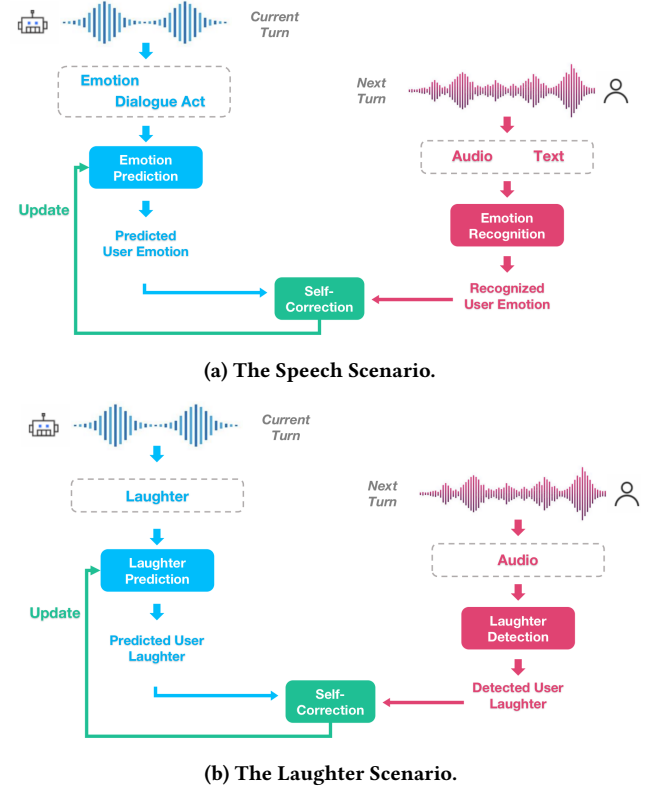 Current
Turn
Emotion
Dialogue Act
Next
Turn
Audio Text
Emotion
Prediction
Update
Emotion
Recognition
Predicted
User Emotion
Self-
Correction
Recognized
User Emotion
(a) The Speech Scenario.
Current
Turn
Laughter
Next
Turn
Audio
Laughter
Prediction
Update
Laughter
Detection
Predicted User
Laughter
Self-
Correction
Detected User
Laughter
(b) The Laughter Scenario.